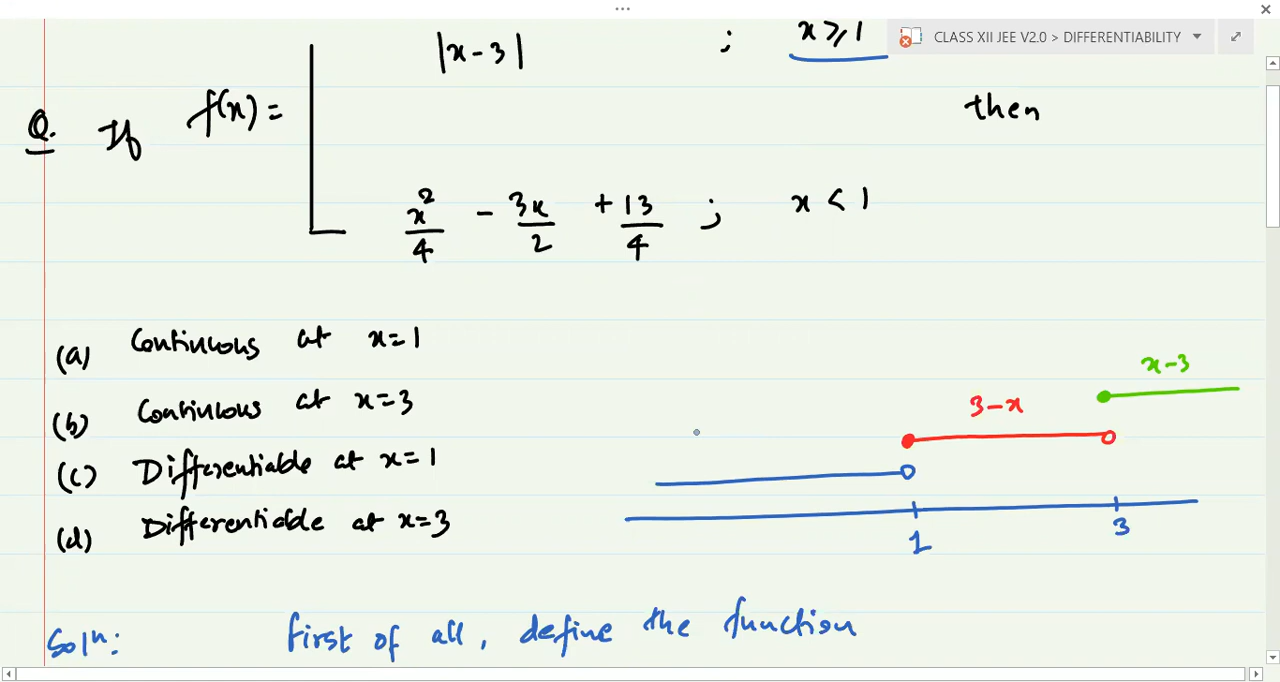 CLASS XII JEE V2.0 > DIFFERENTIABILITY
|x-3| ; x ≥ 1
Q. If f(x) = then
x²/4 - 3x/2 + 13/4 ; x < 1
(a) Continuous at x=1
(b) Continuous at x=3
(c) Differentiable at x=1
(d) Differentiable at x=3
x-3
3-x
1 3
Solⁿ: first of all, define the function